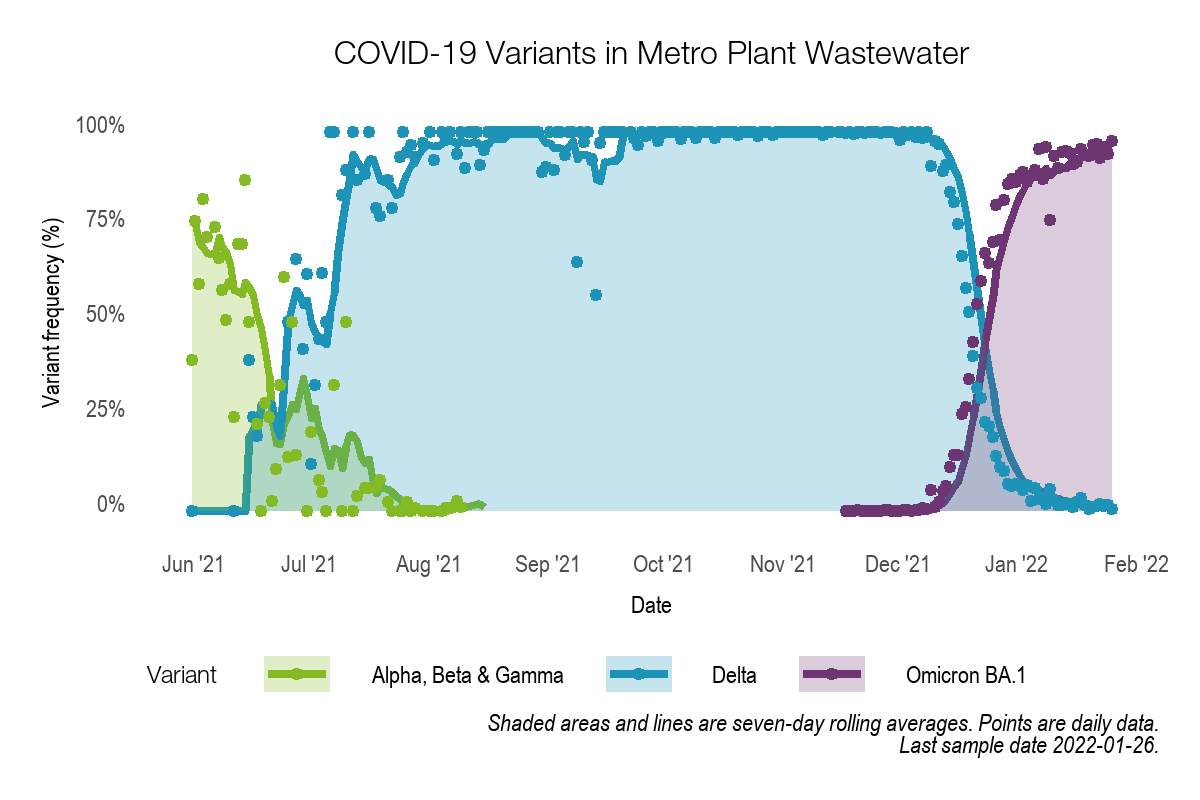 COVID-19 Variants in Metro Plant Wastewater
100%
75%
50%
25%
0%
Variant frequency (%)
Jun '21 Jul '21 Aug '21 Sep '21 Oct '21 Nov '21 Dec '21 Jan '22 Feb '22
Date
Variant Alpha, Beta & Gamma Delta Omicron BA.1
Shaded areas and lines are seven-day rolling averages. Points are daily data.
Last sample date 2022-01-26.